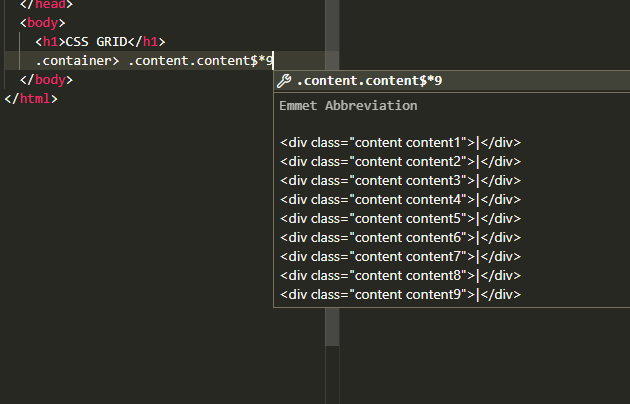 </head>
<body>
<h1>CSS GRID</h1>
.container> .content.content$*9
</body>
</html>
.content.content$*9
Emmet Abbreviation
<div class="content content1">|</div>
<div class="content content2">|</div>
<div class="content content3">|</div>
<div class="content content4">|</div>
<div class="content content5">|</div>
<div class="content content6">|</div>
<div class="content content7">|</div>
<div class="content content8">|</div>
<div class="content content9">|</div>